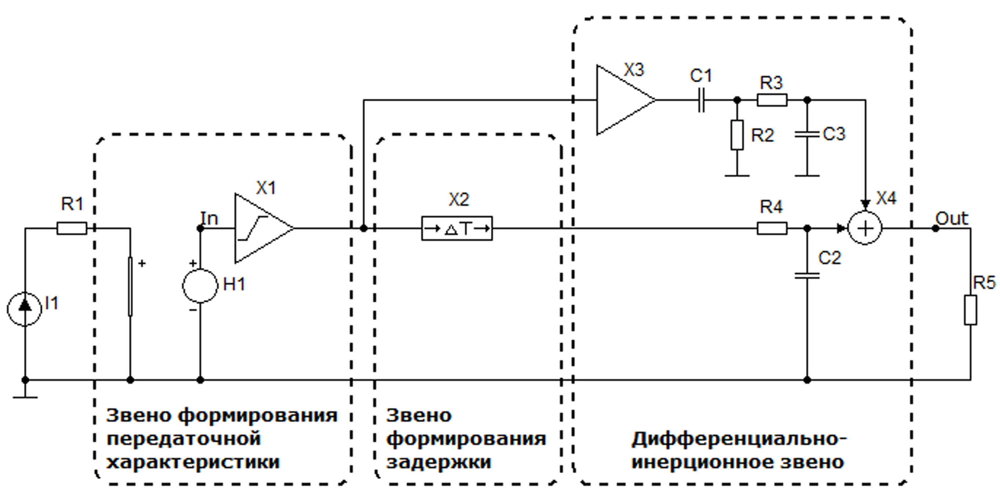 X3
C1
R3
R2
C3
X1
X2
R4
X4
R1
In
ΔT
Out
C2
+
+
+
H1
R5
I1
−
Звено формирования
передаточной
характеристики
Звено
формирования
задержки
Дифференциально-
инерционное звено